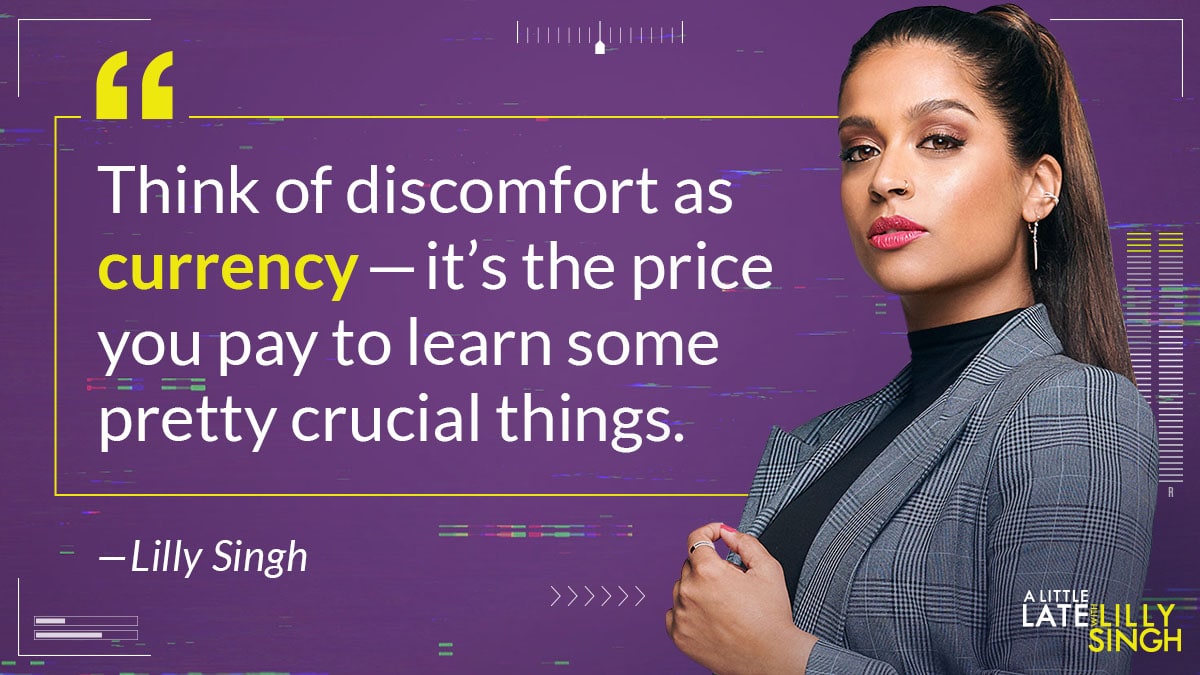 “
Think of discomfort as
currency — it’s the price
you pay to learn some
pretty crucial things.
—Lilly Singh
R
A LITTLE
LATE WITH LILLY
SINGH